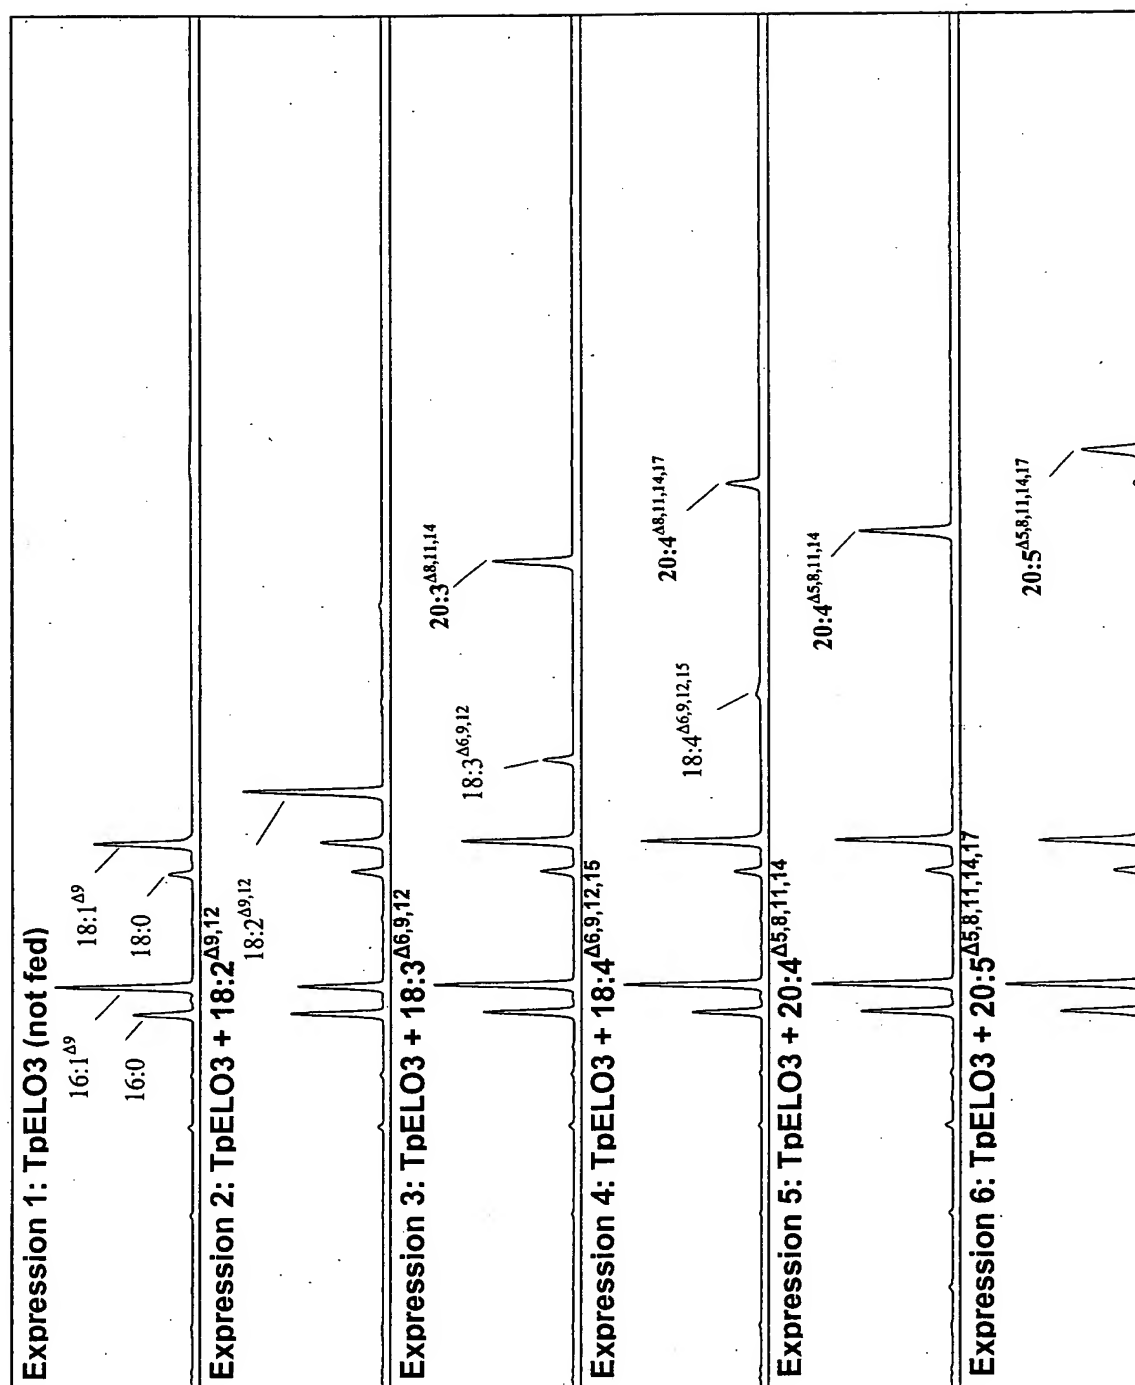 Expression 1: TpELO3 (not fed)
16:1Δ9
16:0
18:1Δ9
18:0
Expression 2: TpELO3 + 18:2Δ9,12
18:2Δ9,12
Expression 3: TpELO3 + 18:3Δ6,9,12
18:3Δ6,9,12
20:3Δ8,11,14
Expression 4: TpELO3 + 18:4Δ6,9,12,15
18:4Δ6,9,12,15
20:4Δ8,11,14,17
Expression 5: TpELO3 + 20:4Δ5,8,11,14
20:4Δ5,8,11,14
Expression 6: TpELO3 + 20:5Δ5,8,11,14,17
20:5Δ5,8,11,14,17